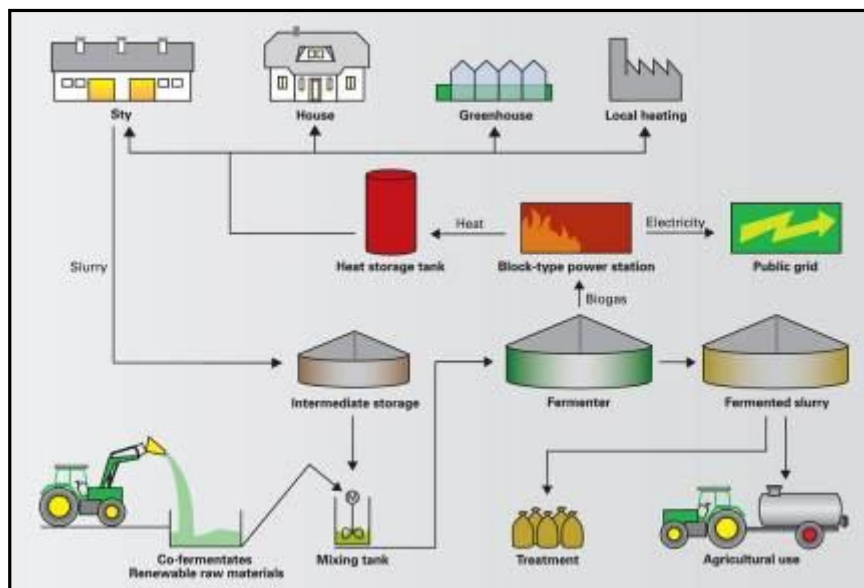 Sty
House
Greenhouse
Local heating
Heat
Electricity
Slurry
Heat storage tank
Block-type power station
Public grid
Biogas
Intermediate storage
Fermenter
Fermented slurry
M
Co-fermentates
Renewable raw materials
Mixing tank
Treatment
Agricultural use